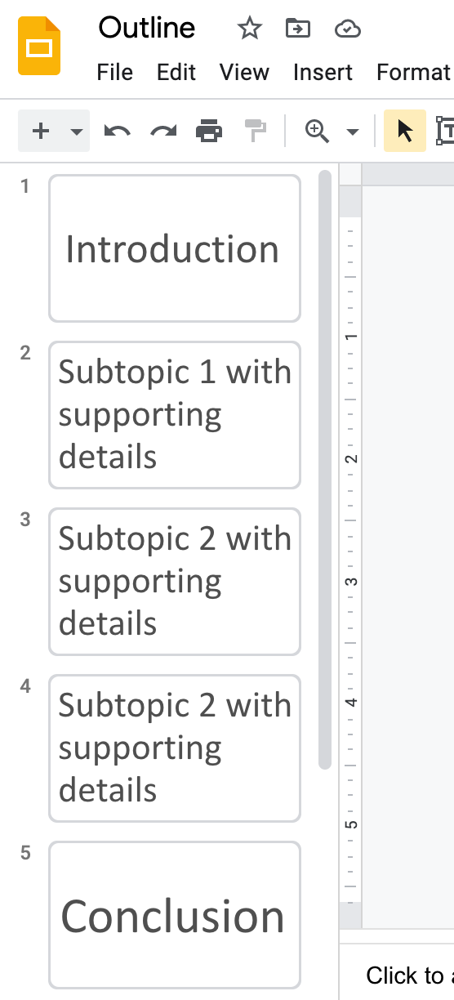 Outline
File Edit View Insert Format
1
Introduction
2
Subtopic 1 with
supporting
details
3
Subtopic 2 with
supporting
details
4
Subtopic 2 with
supporting
details
5
Conclusion
1
2
3
4
5
Click to